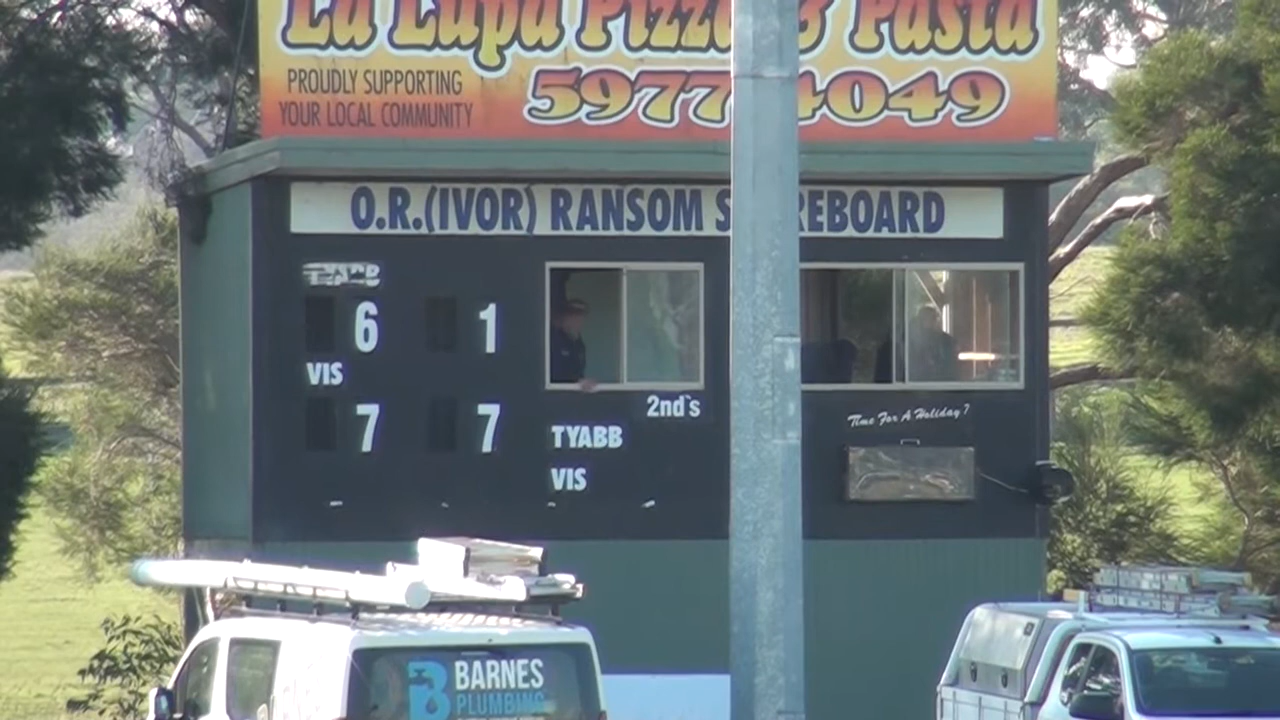 La Lupa Pizza & Pasta
PROUDLY SUPPORTING
YOUR LOCAL COMMUNITY
5977 4049
O.R.(IVOR) RANSOM S REBOARD
TYABB
6 1
VIS
7 7
2nd's
TYABB
VIS
Time For A Holiday?
BARNES
PLUMBING